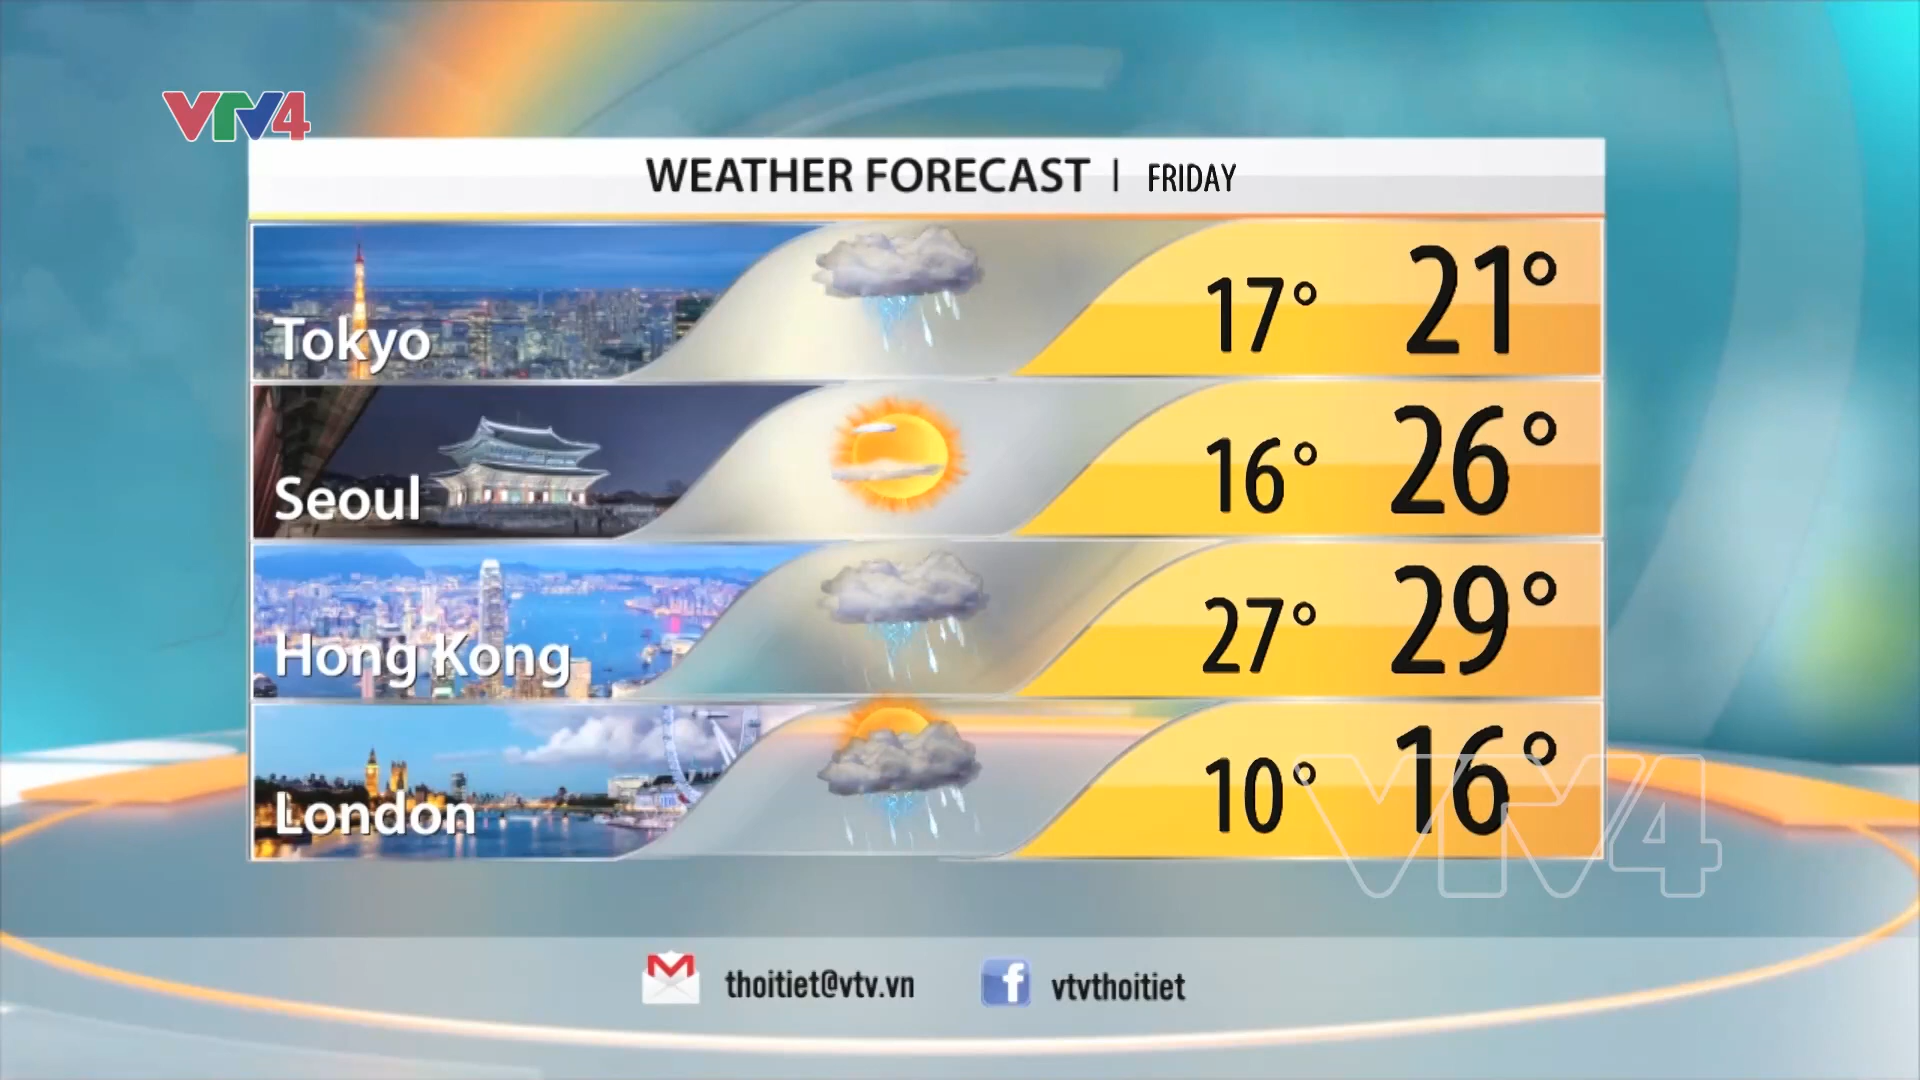 VTV4
WEATHER FORECAST | FRIDAY
Tokyo 17° 21°
Seoul 16° 26°
Hong Kong 27° 29°
London 10° 16°
VTV4
thoitiet@vtv.vn f vtvthoitiet